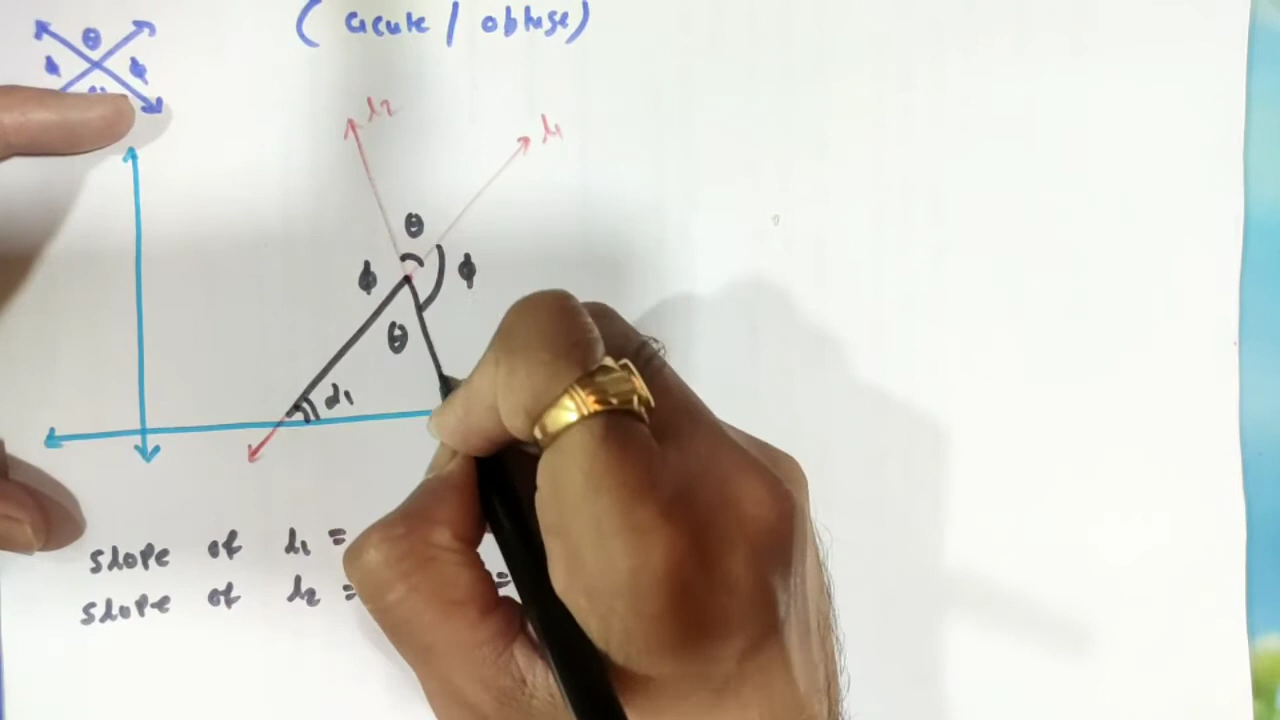 ( acute / obtuse )
θ
ϕ ϕ
l2 l1
θ
ϕ ϕ
θ
α1
slope of l1 =
slope of l2 = =